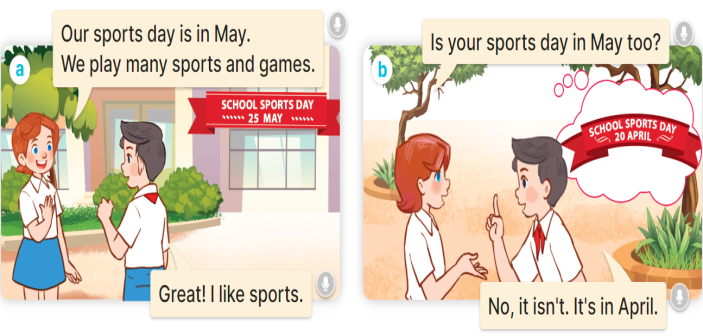 a
Our sports day is in May.
We play many sports and games.
SCHOOL SPORTS DAY
25 MAY
Great! I like sports.
b
Is your sports day in May too?
SCHOOL SPORTS DAY
20 APRIL
No, it isn't. It's in April.